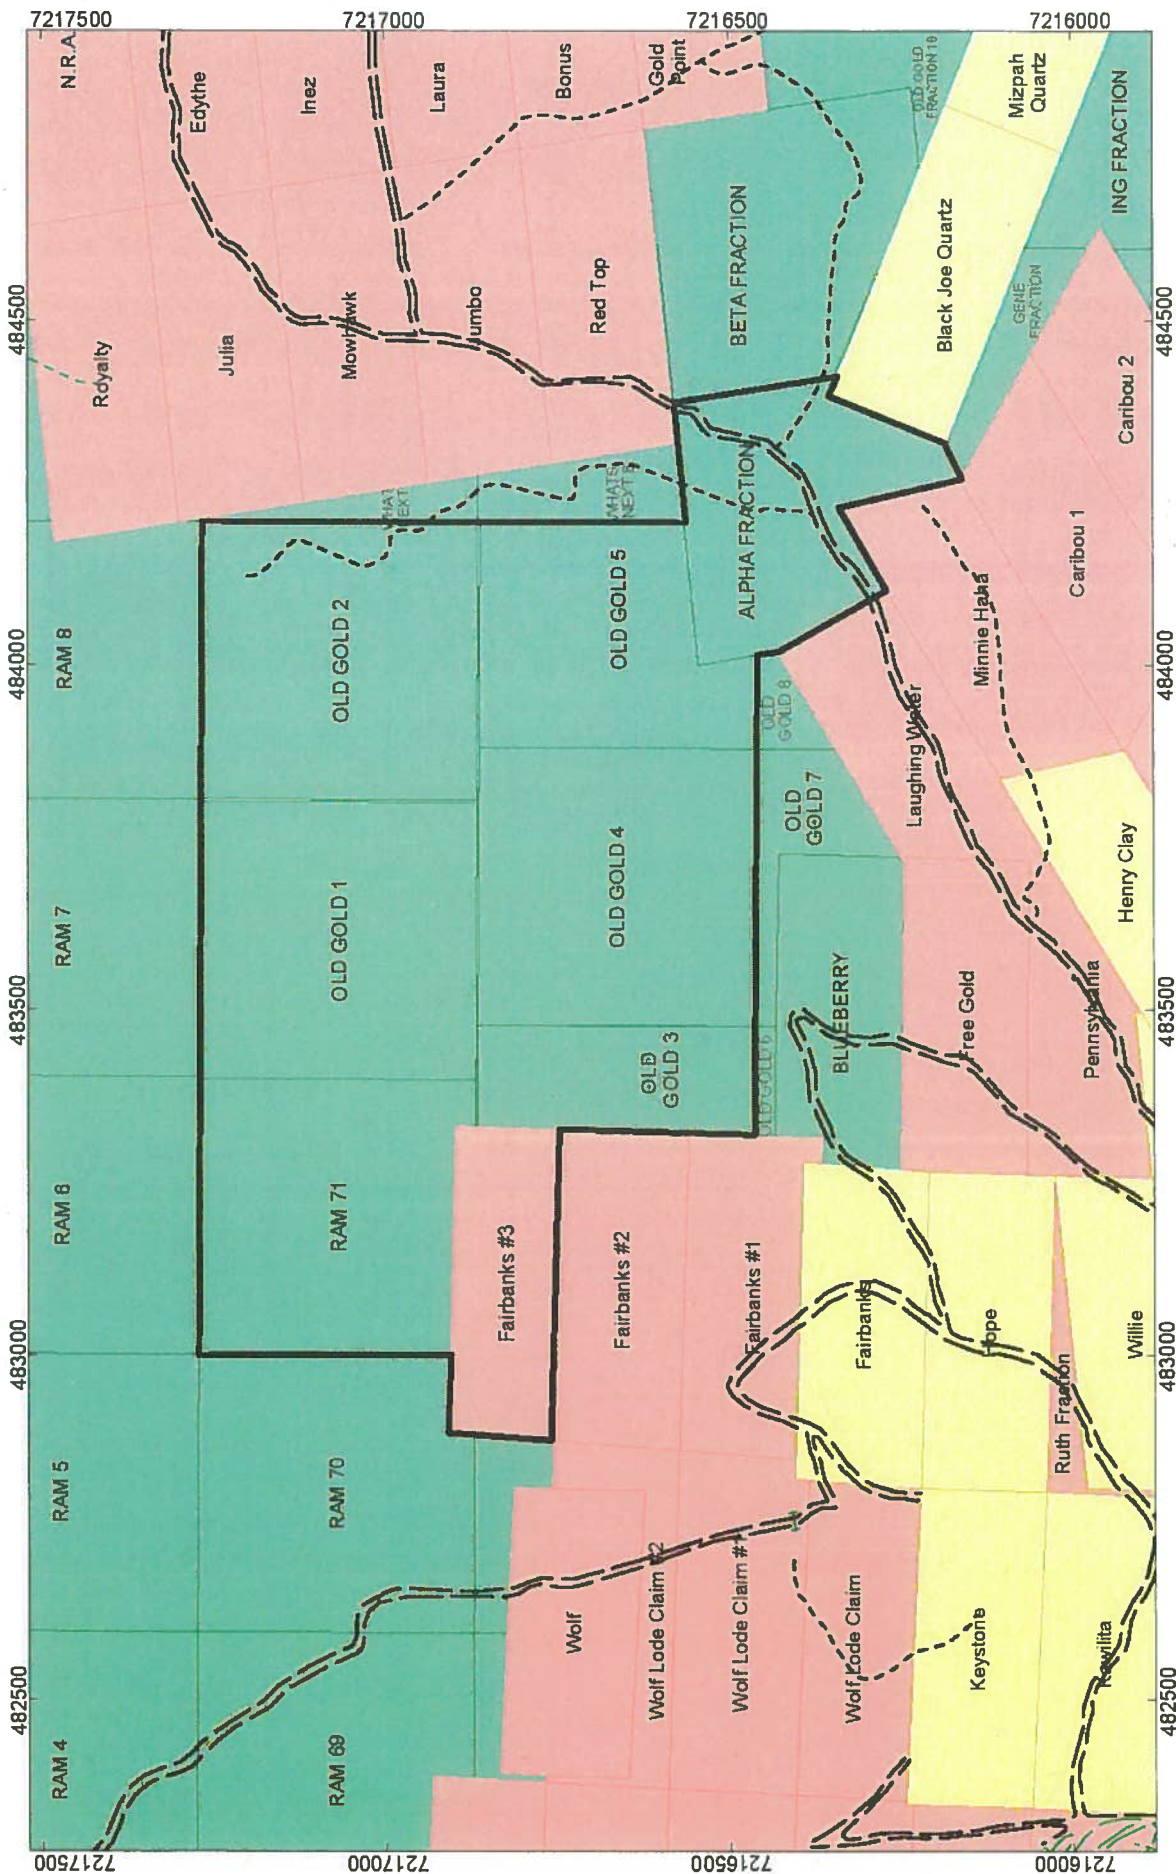 482500
483000
483500
484000
484500
7217500
7217500
RAM 4
RAM 5
RAM 6
RAM 7
RAM 8
N.R.A.
Royalty
Edythe
Julia
Inez
Mowhawk
7217000
7217000
RAM 69
RAM 70
RAM 71
OLD GOLD 1
OLD GOLD 2
Laura
umbo
Bonus
Red Top
Gold
Point
Fairbanks #3
OLD
GOLD 3
OLD GOLD 4
OLD GOLD 5
WHATS
Wolf
Fairbanks #2
Wolf Lode Claim #2
7216500
7216500
Wolf Lode Claim #1
Fairbanks #1
OLD GOLD 6
OLD
GOLD 8
OLD
GOLD 7
ALPHA FRACTION
BETA FRACTION
Wolf Lode Claim
Fairbanks
BLUEBERRY
Laughing Water
OLD GOLD
FRACTION 10
Black Joe Quartz
Keystone
Hope
Free Gold
Minnie Haha
Mizpah
Quartz
GENE
FRACTION
7216000
7216000
Ruth Fraction
Pennsylvania
Caribou 1
Willie
Henry Clay
Caribou 2
ING FRACTION
482500
483000
483500
484000
484500